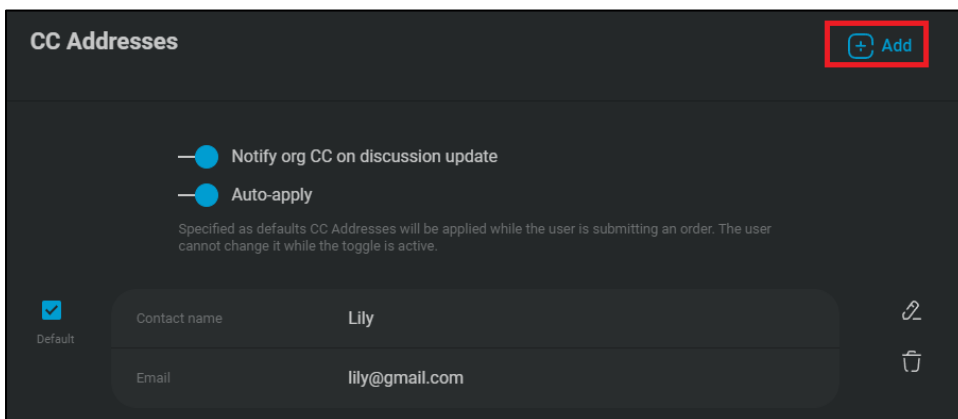 CC Addresses
Add
Notify org CC on discussion update
Auto-apply
Specified as defaults CC Addresses will be applied while the user is submitting an order. The user
cannot change it while the toggle is active.
Default
Contact name
Lily
Email
lily@gmail.com